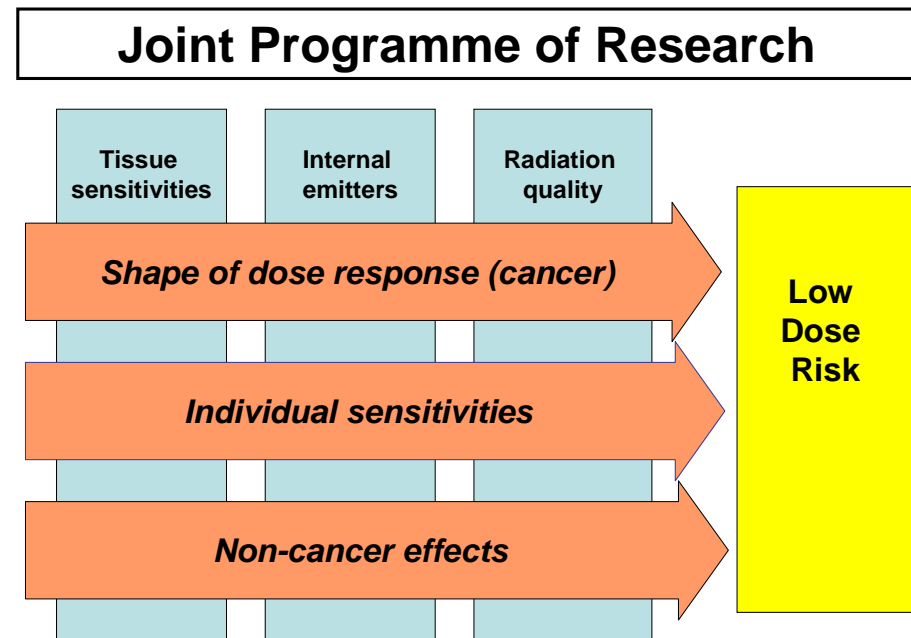 Joint Programme of Research
Tissue
sensitivities
Internal
emitters
Radiation
quality
Shape of dose response (cancer)
Individual sensitivities
Non-cancer effects
Low
Dose
Risk